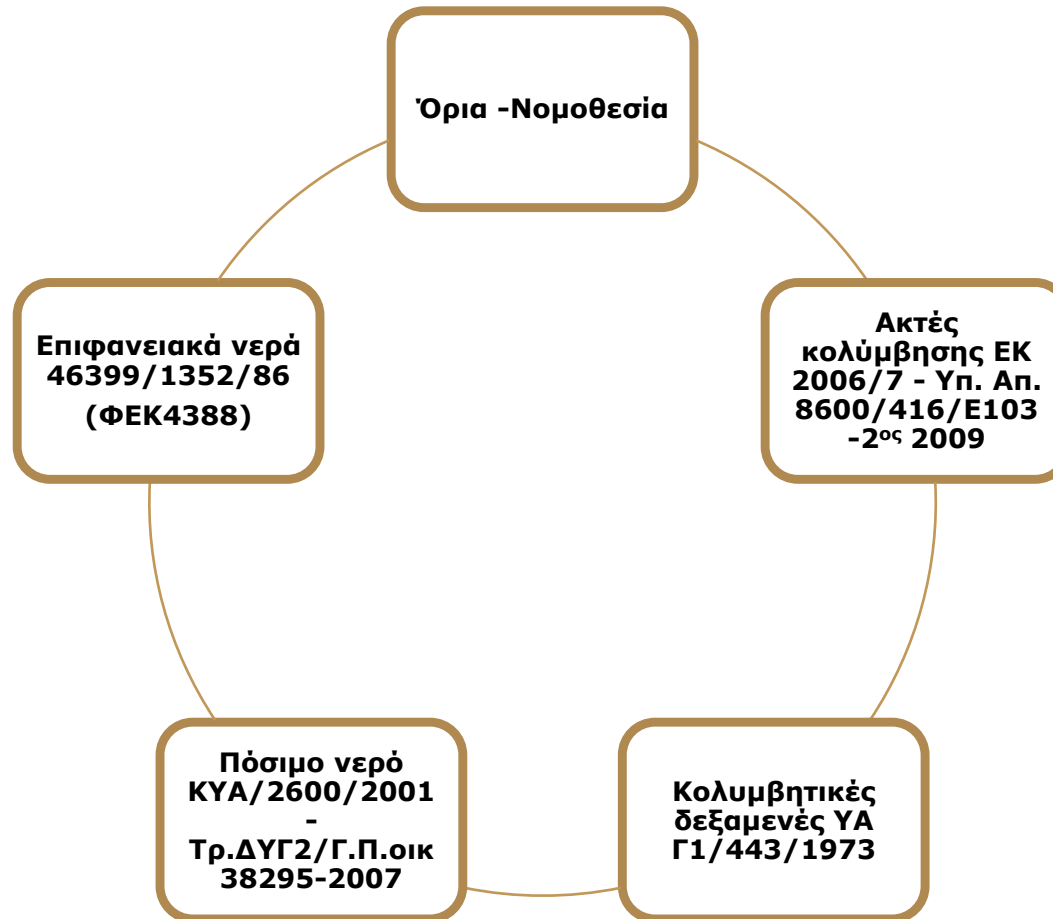 Όρια -Νομοθεσία
Ακτές
κολύμβησης ΕΚ
2006/7 - Υπ. Απ.
8600/416/Ε103
-2ος 2009
Κολυμβητικές
δεξαμενές ΥΑ
Γ1/443/1973
Πόσιμο νερό
ΚΥΑ/2600/2001
-
Τρ.ΔΥΓ2/Γ.Π.οικ
38295-2007
Επιφανειακά νερά
46399/1352/86
(ΦΕΚ4388)